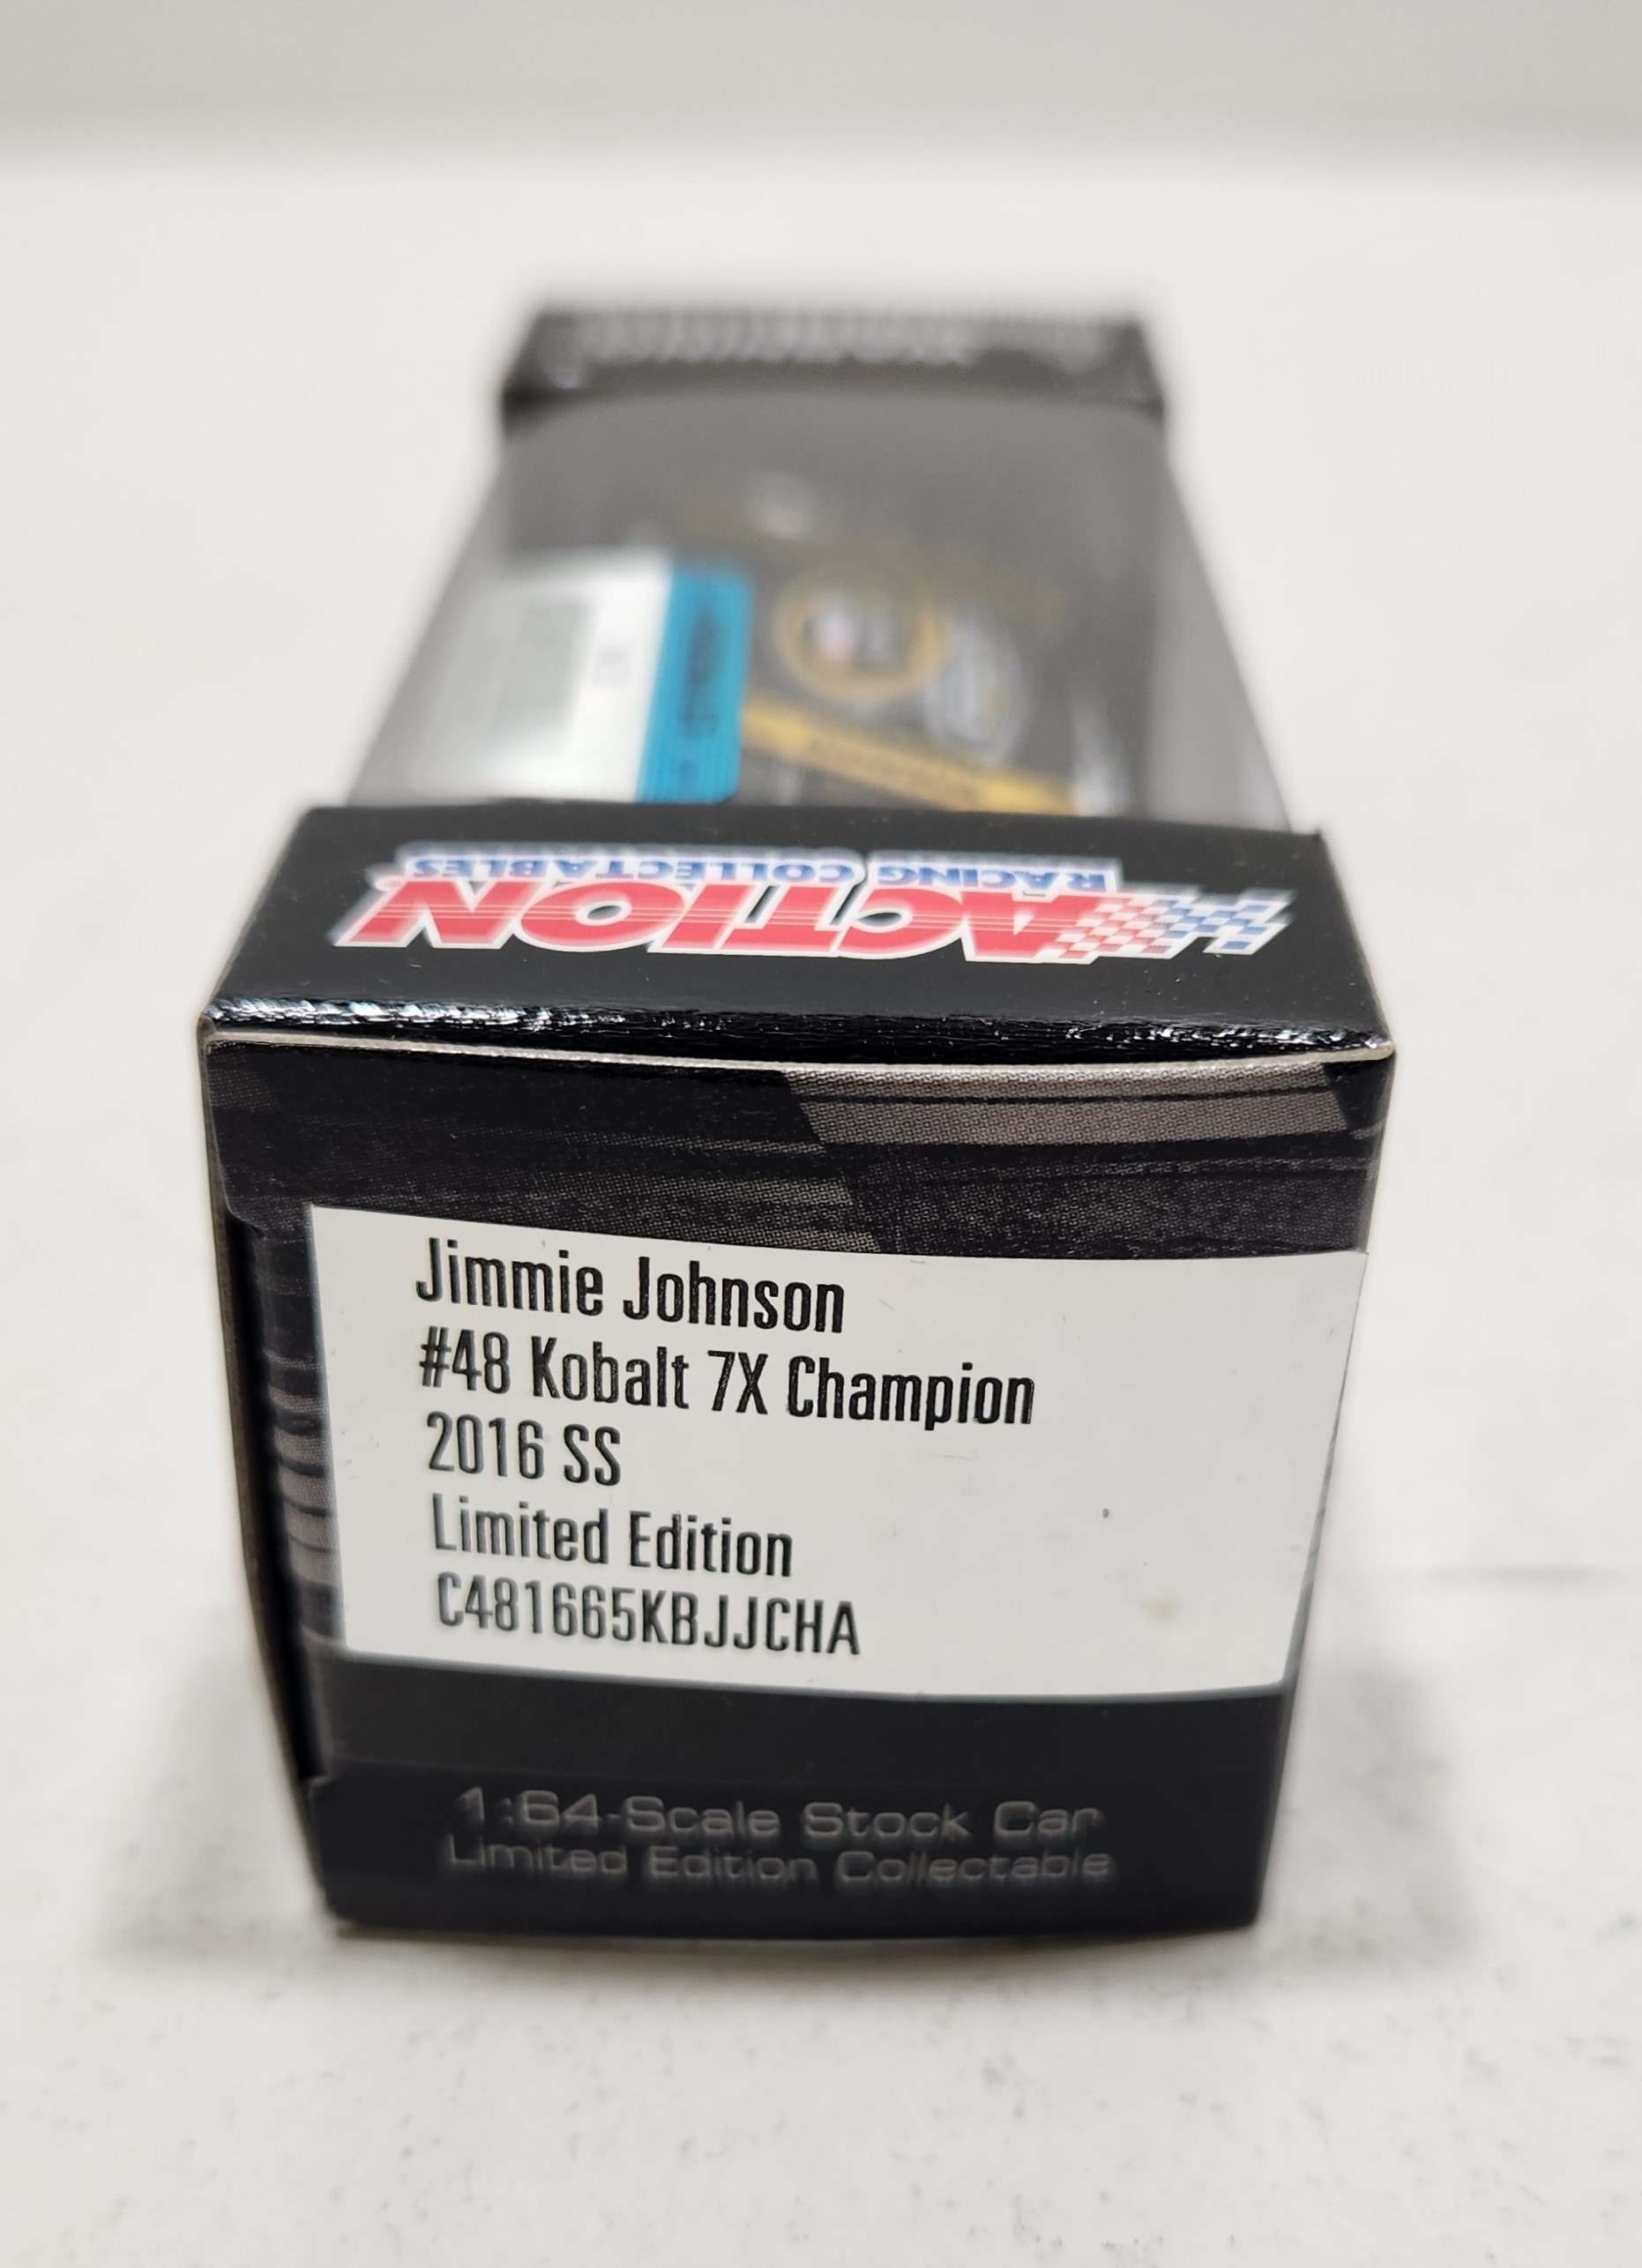 ACTION
RACING COLLECTABLES
Jimmie Johnson
#48 Kobalt 7X Champion
2016 SS
Limited Edition
C481665KBJJCHA
1:64-Scale Stock Car
Limited Edition Collectable